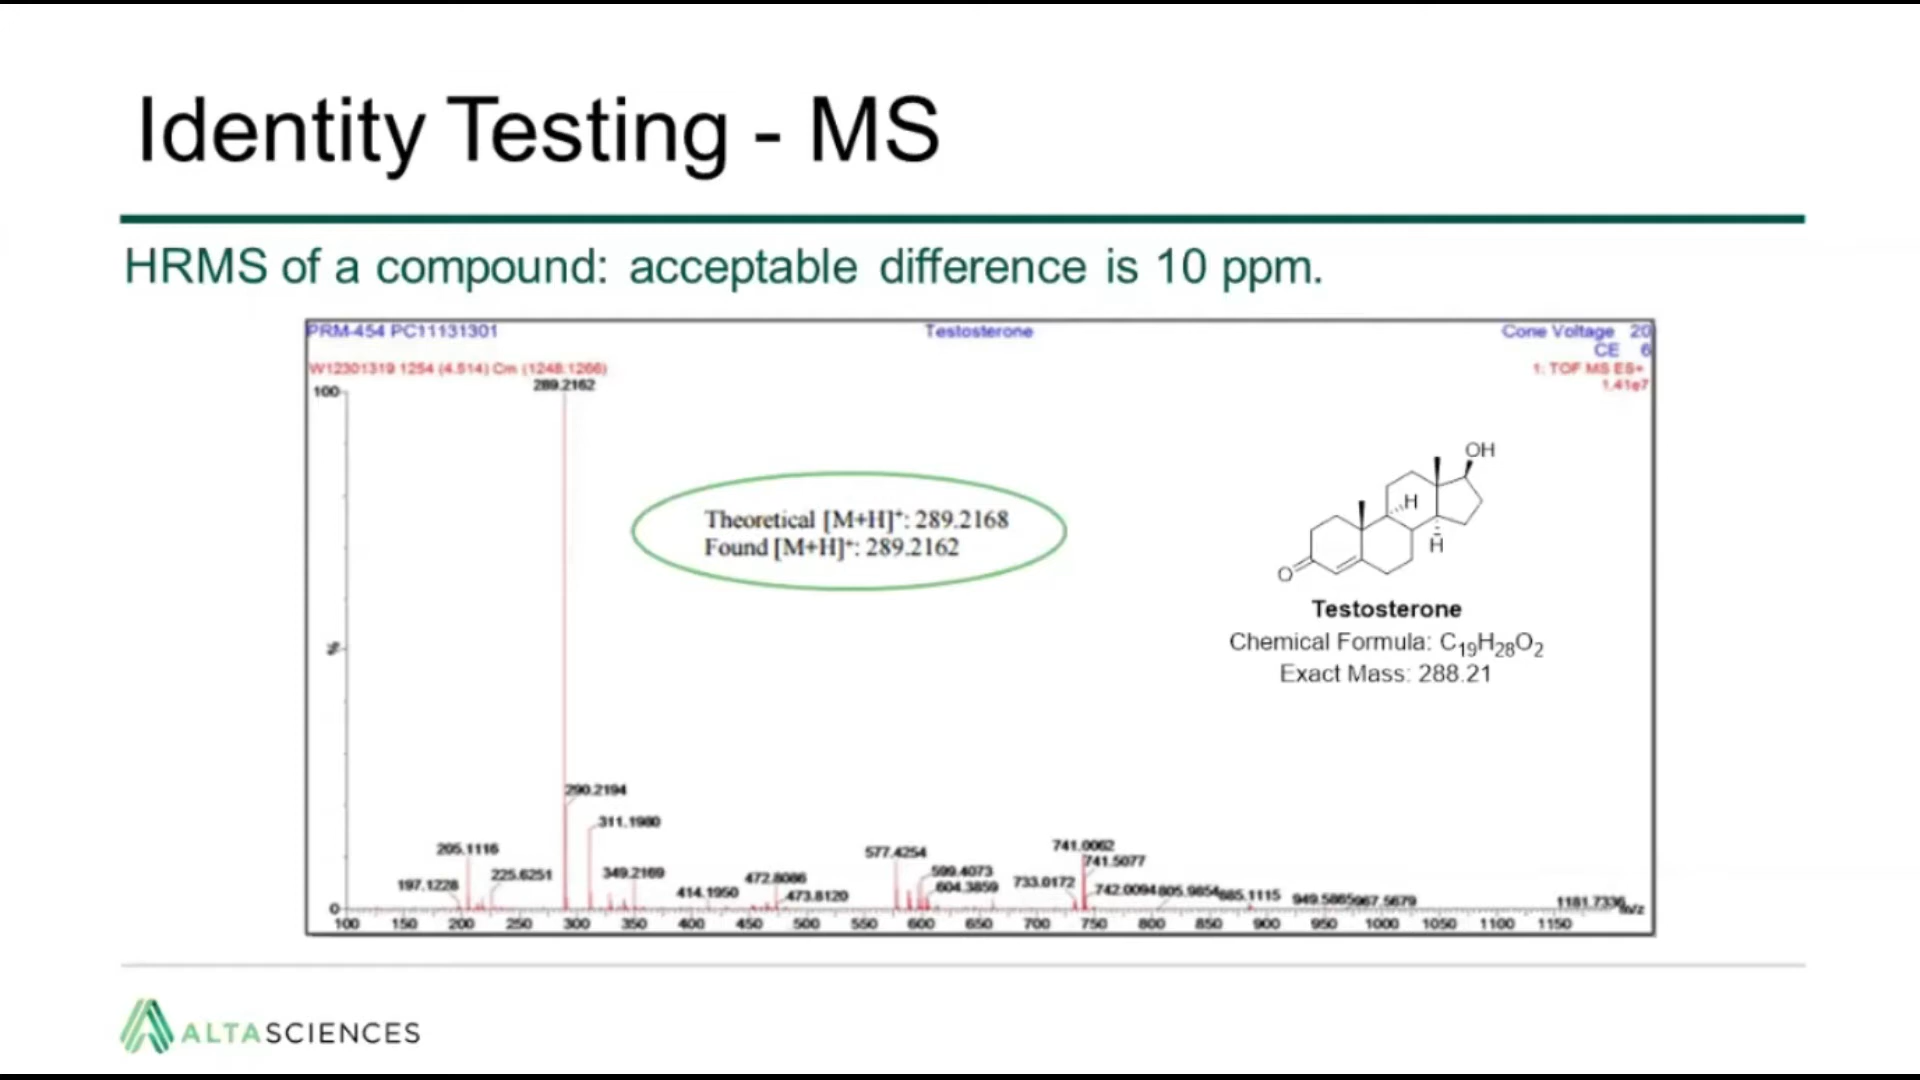 Identity Testing - MS
HRMS of a compound: acceptable difference is 10 ppm.
PRM-454 PC11131301
Testosterone
Cone Voltage 20
CE 6
W12301319 1254 (4.514) Cm (1248:1266)
1: TOF MS ES+
1.41e7
289.2162
100
OH
H
Theoretical [M+H]⁺: 289.2168
Found [M+H]⁺: 289.2162
H
O
Testosterone
Chemical Formula: C₁₉H₂₈O₂
%
Exact Mass: 288.21
290.2194
311.1980
205.1116
577.4254
741.0062
741.5077
197.1228
225.6251
349.2169
414.1950
472.8086
473.8120
599.4073
604.3859
733.0172
742.0094
805.9854
885.1115
949.5865
967.5679
1181.7336
0
m/z
100 150 200 250 300 350 400 450 500 550 600 650 700 750 800 850 900 950 1000 1050 1100 1150
ALTASCIENCES